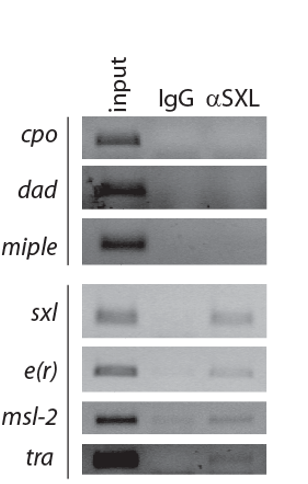 input IgG αSXL
cpo
dad
miple
sxl
e(r)
msl-2
tra